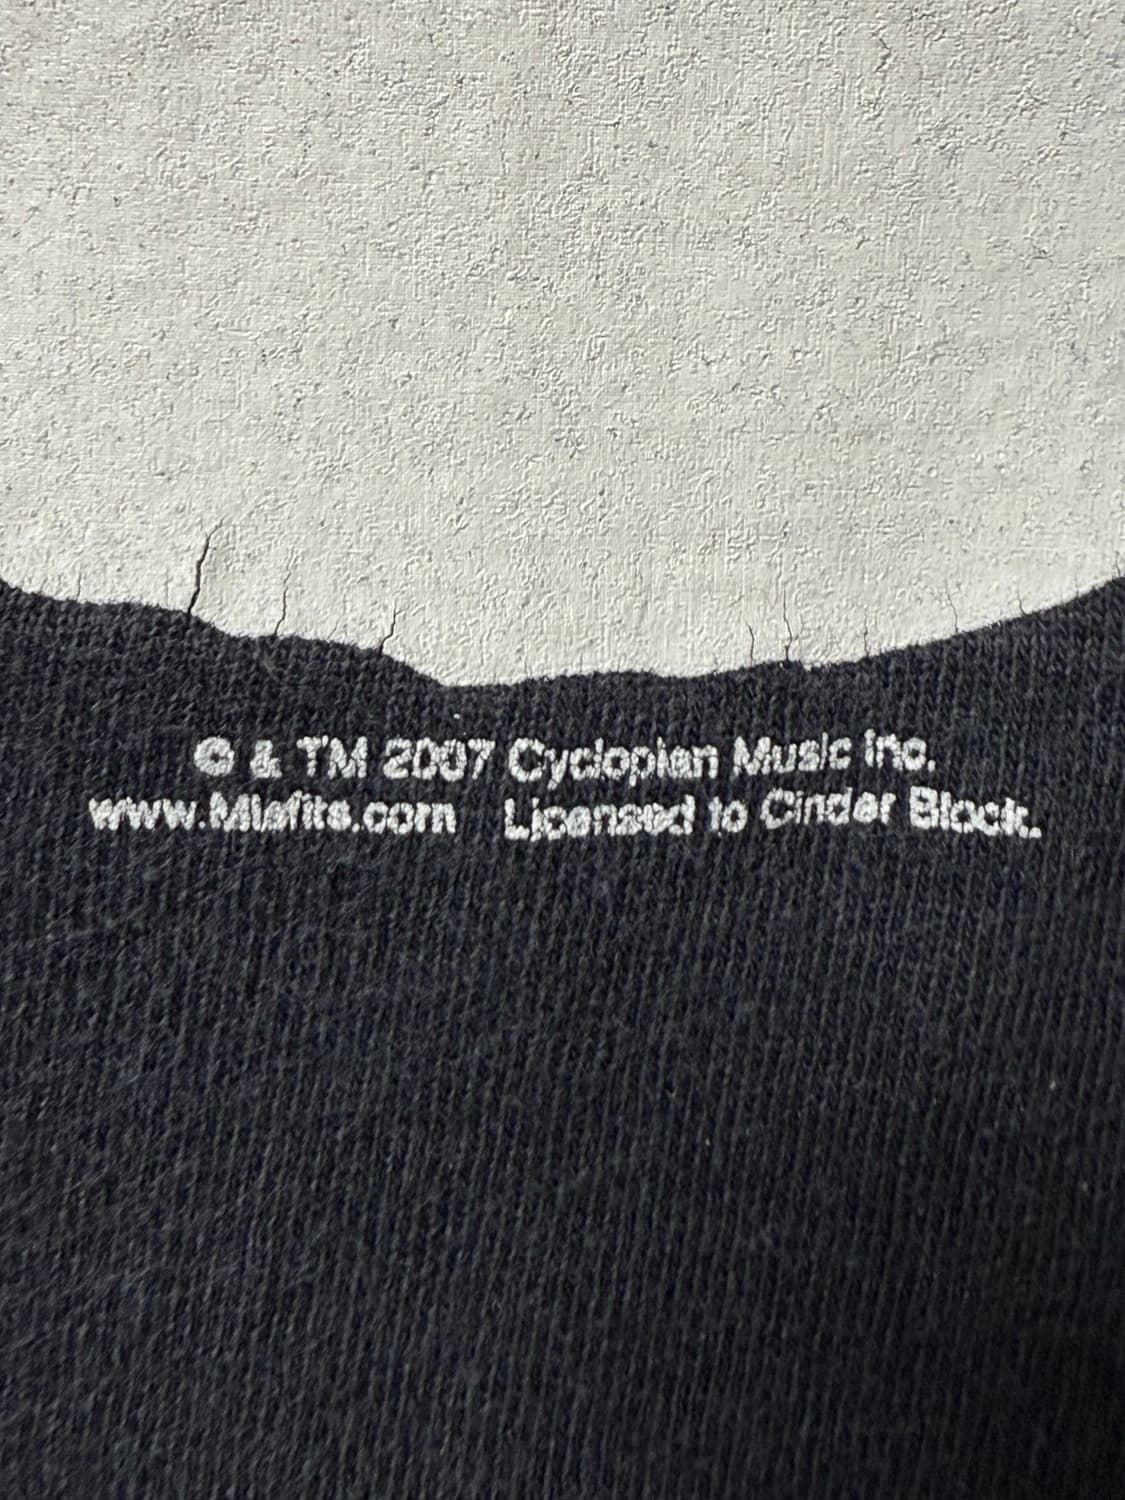 © & TM 2007 Cyclopian Music Inc.
www.Misfits.com Licensed to Cinder Block.